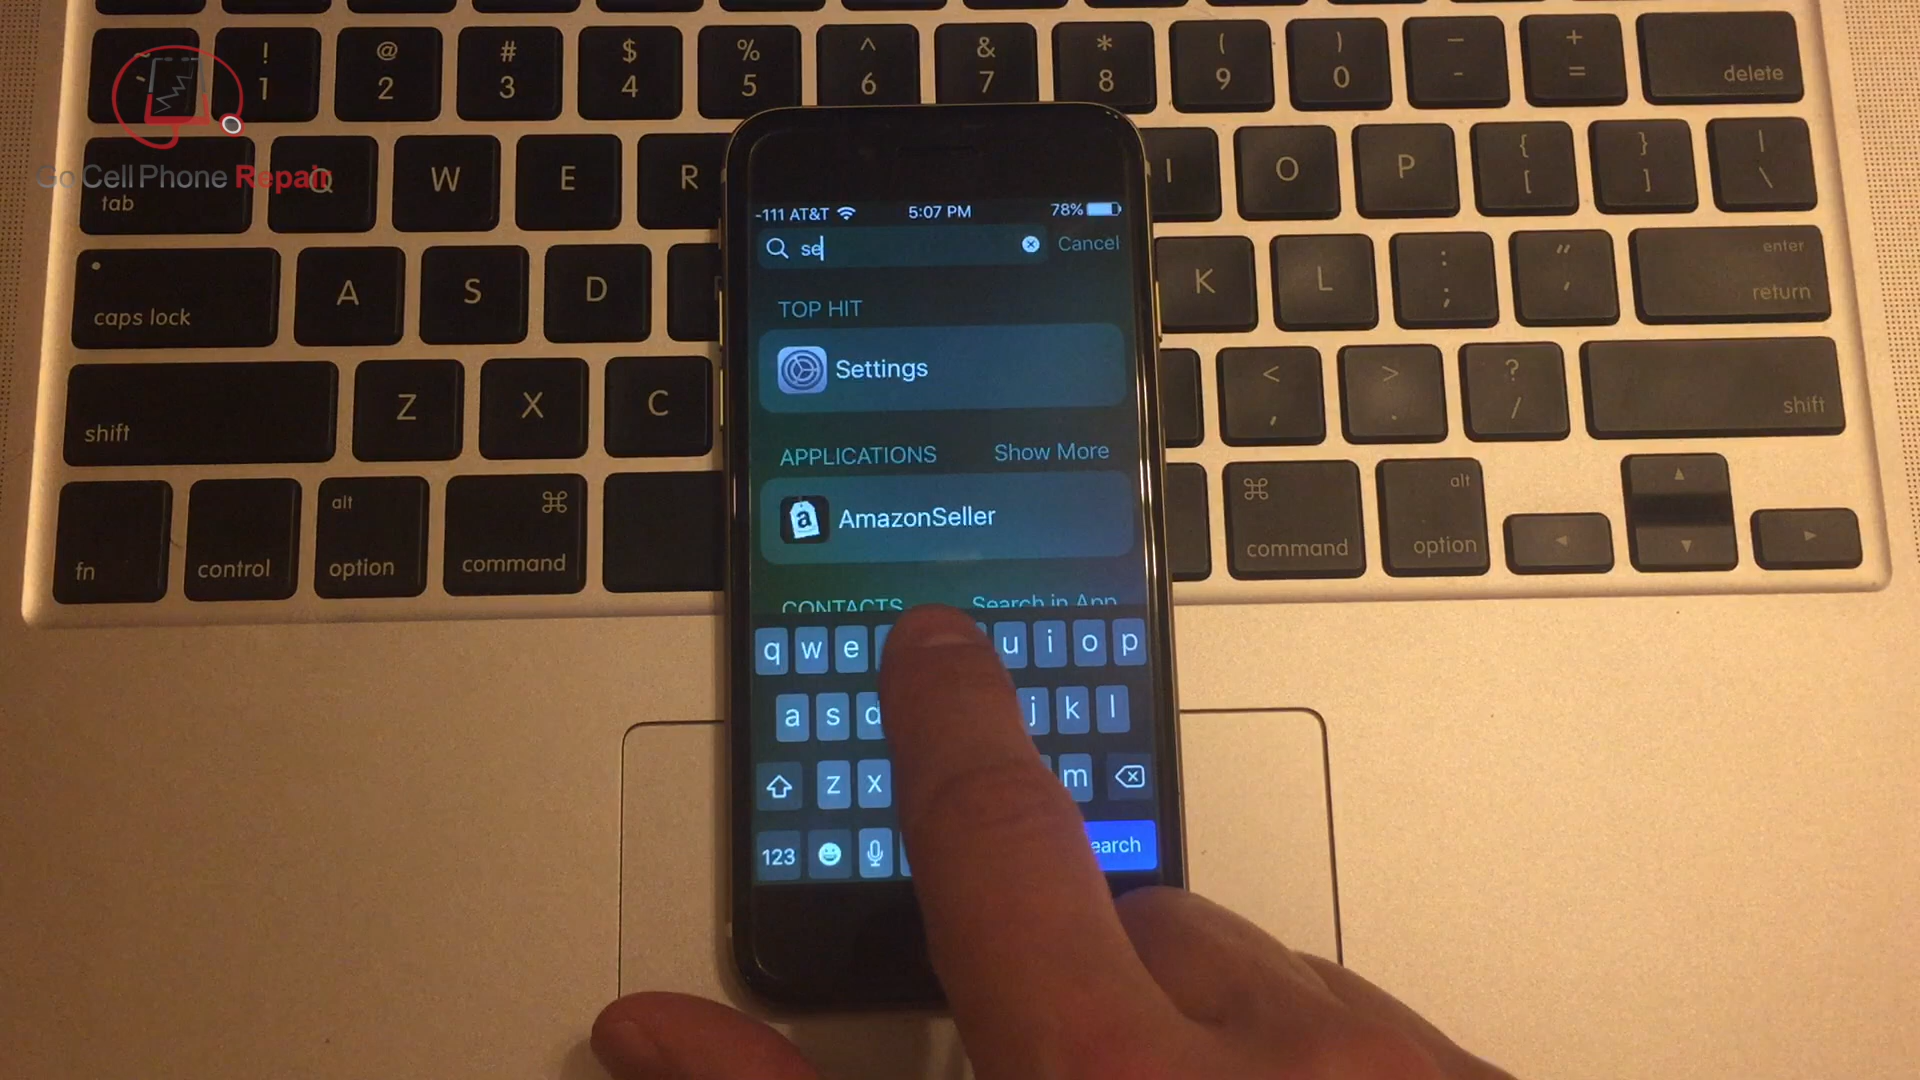 ~ `
! 1
@ 2
# 3
$ 4
% 5
^ 6
& 7
* 8
( 9
) 0
— -
+ =
delete
Go Cell Phone Repair
tab
Q
W
E
R
I
O
P
{ [
} ]
| \
-111 AT&T 5:07 PM 78%
se Cancel
TOP HIT
Settings
APPLICATIONS Show More
AmazonSeller
CONTACTS Search in App
q w e u i o p
a s d j k l
z x m
123 earch
caps lock
A
S
D
K
L
: ;
" '
enter return
shift
Z
X
C
< ,
> .
? /
shift
fn
control
alt option
⌘ command
⌘ command
alt option